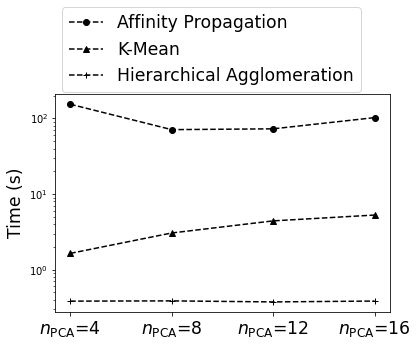 Affinity Propagation
K-Mean
Hierarchical Agglomeration
Time (s)
10²
10¹
10⁰
n_PCA=4 n_PCA=8 n_PCA=12 n_PCA=16